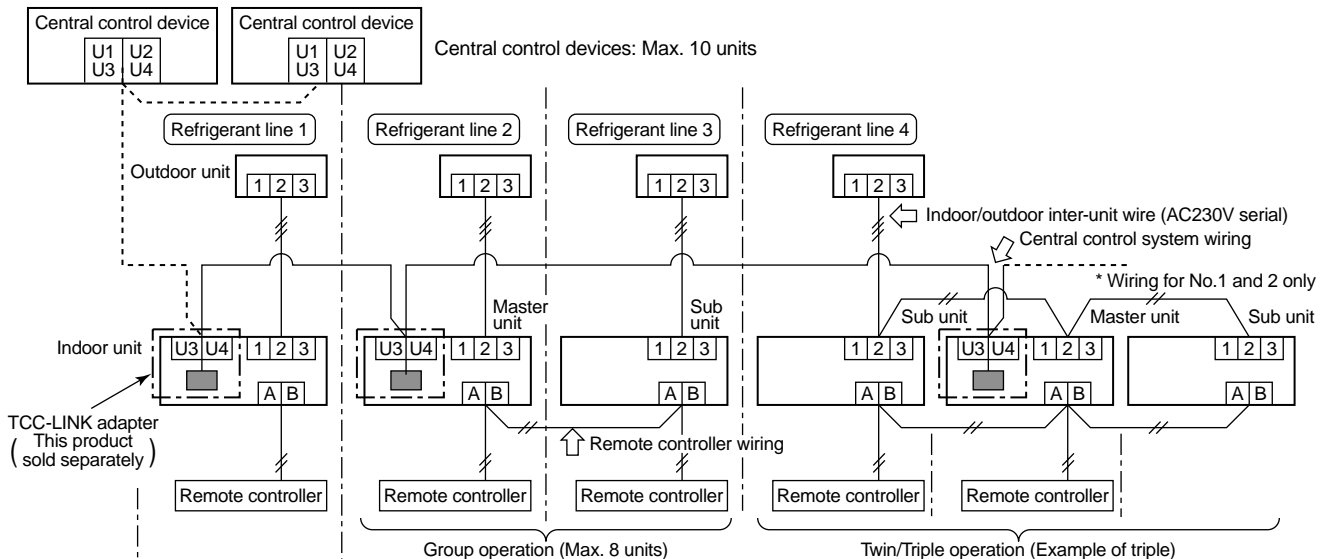 Central control device
Central control device
U1 U2
U3 U4
U1 U2
U3 U4
Central control devices: Max. 10 units
Refrigerant line 1
Refrigerant line 2
Refrigerant line 3
Refrigerant line 4
Outdoor unit
1 2 3
1 2 3
1 2 3
1 2 3
Indoor/outdoor inter-unit wire (AC230V serial)
Central control system wiring
* Wiring for No.1 and 2 only
Master
unit
Sub
unit
Sub unit
Master unit
Sub unit
Indoor unit
U3 U4
1 2 3
U3 U4
1 2 3
1 2 3
1 2 3
U3 U4
1 2 3
1 2 3
A B
A B
A B
A B
A B
A B
TCC-LINK adapter
( This product
sold separately )
Remote controller wiring
Remote controller
Remote controller
Remote controller
Remote controller
Remote controller
Group operation (Max. 8 units)
Twin/Triple operation (Example of triple)